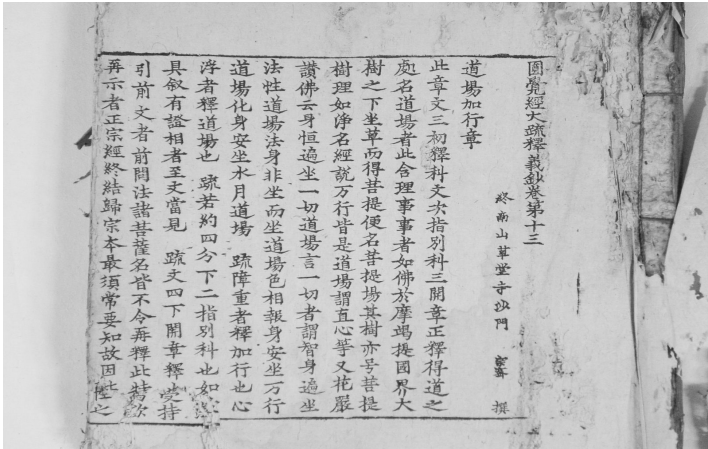 圓覺經大疏釋義鈔卷第十三
終南山草堂寺沙門 宗密 撰
道場加行章
此章文三初釋科文次指別科三開章正釋得道之
處名道場者此含理事事者如佛於摩竭提國界大
樹之下坐草而得菩提便名菩提場其樹亦号菩提
樹理如淨名經說万行皆是道場謂直心等又花嚴
讚佛云身恒遍坐一切道場言一切者謂智身遍坐
法性道場法身非坐而坐道場色相報身安坐万行
道場化身安坐水月道場 疏障重者釋加行也心
浮者釋道場也 疏若約四分下二指別科也如
具叙有證相者至文當見 疏文四下開章釋受持
引前文者前問法諸菩薩名皆不令再釋此特次
再示者正宗經終結歸宗本最須常要知故因此